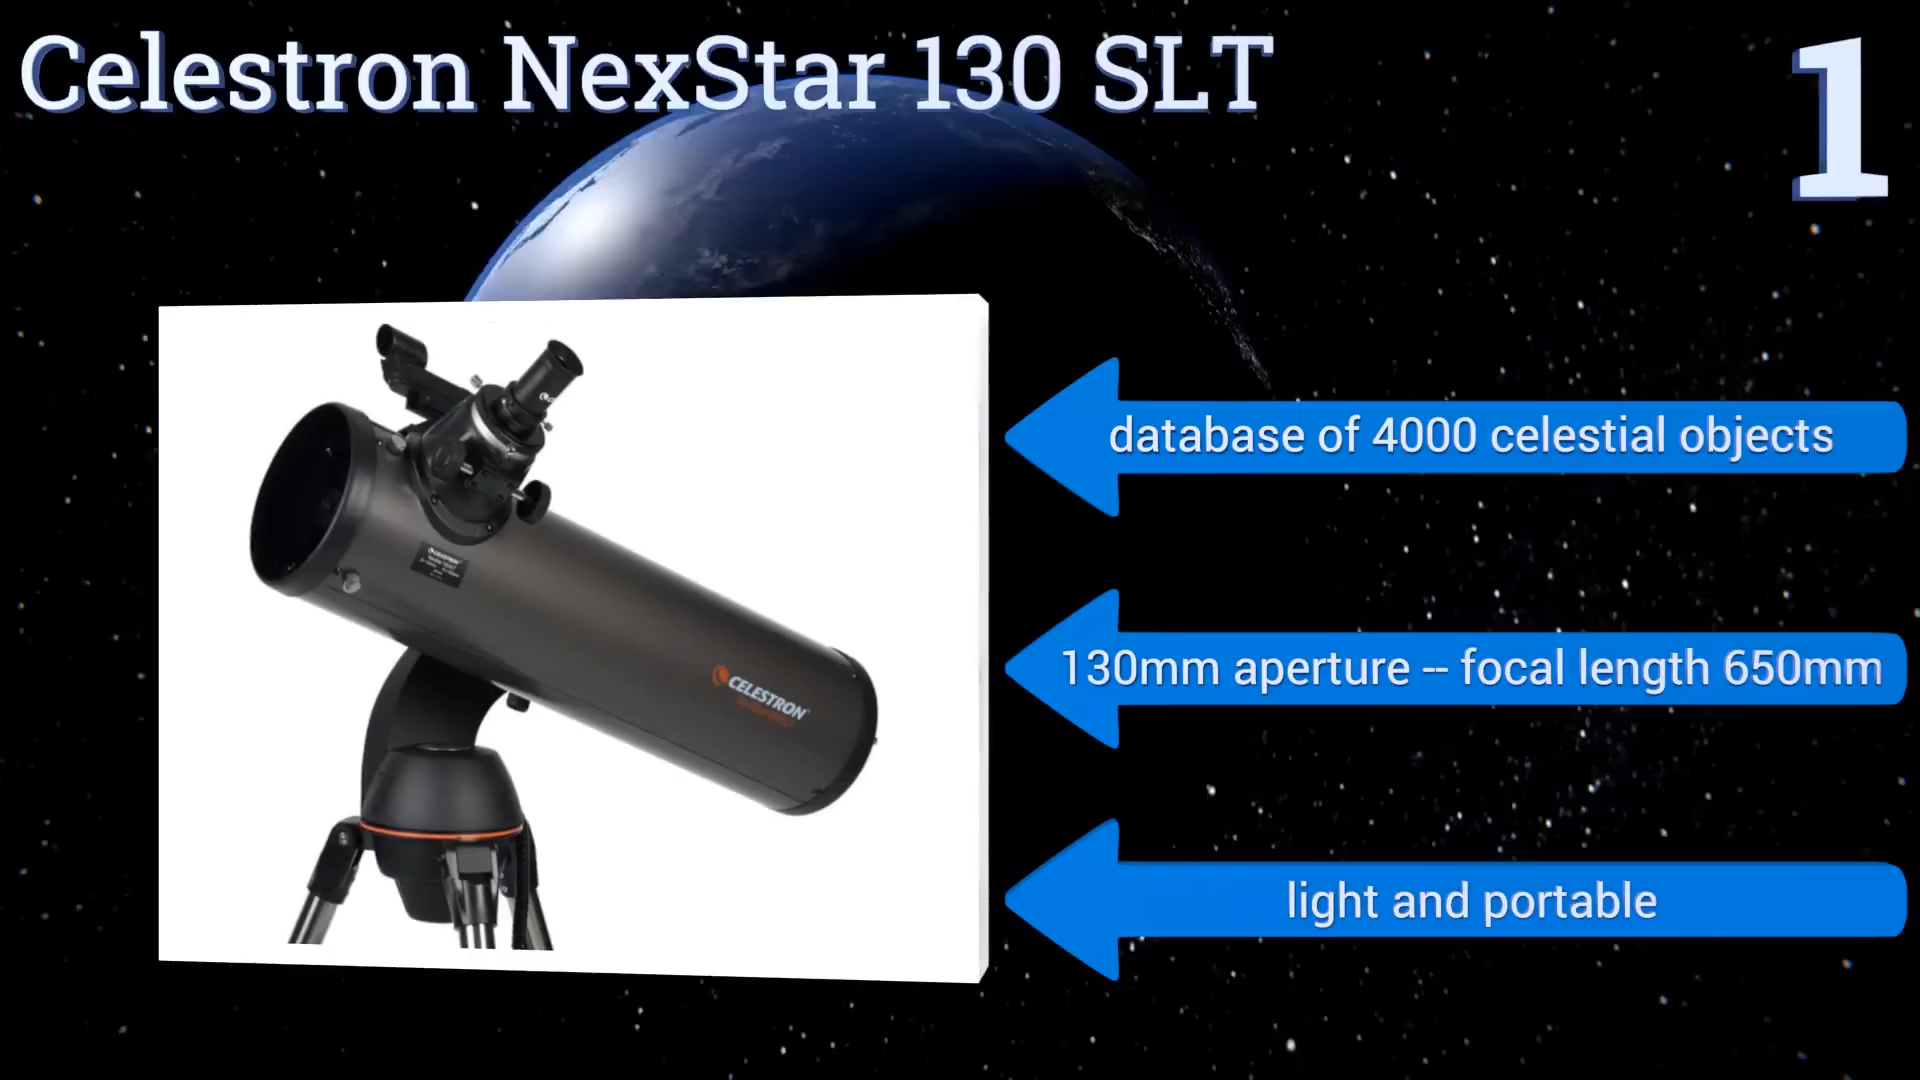 Celestron NexStar 130 SLT
1
database of 4000 celestial objects
130mm aperture -- focal length 650mm
light and portable
CELESTRON